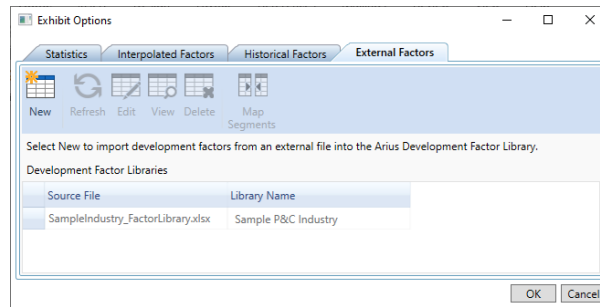 Exhibit Options
Statistics Interpolated Factors Historical Factors External Factors
New Refresh Edit View Delete Map Segments
Select New to import development factors from an external file into the Arius Development Factor Library.
Development Factor Libraries
Source File Library Name
SampleIndustry_FactorLibrary.xlsx Sample P&C Industry
OK Cancel